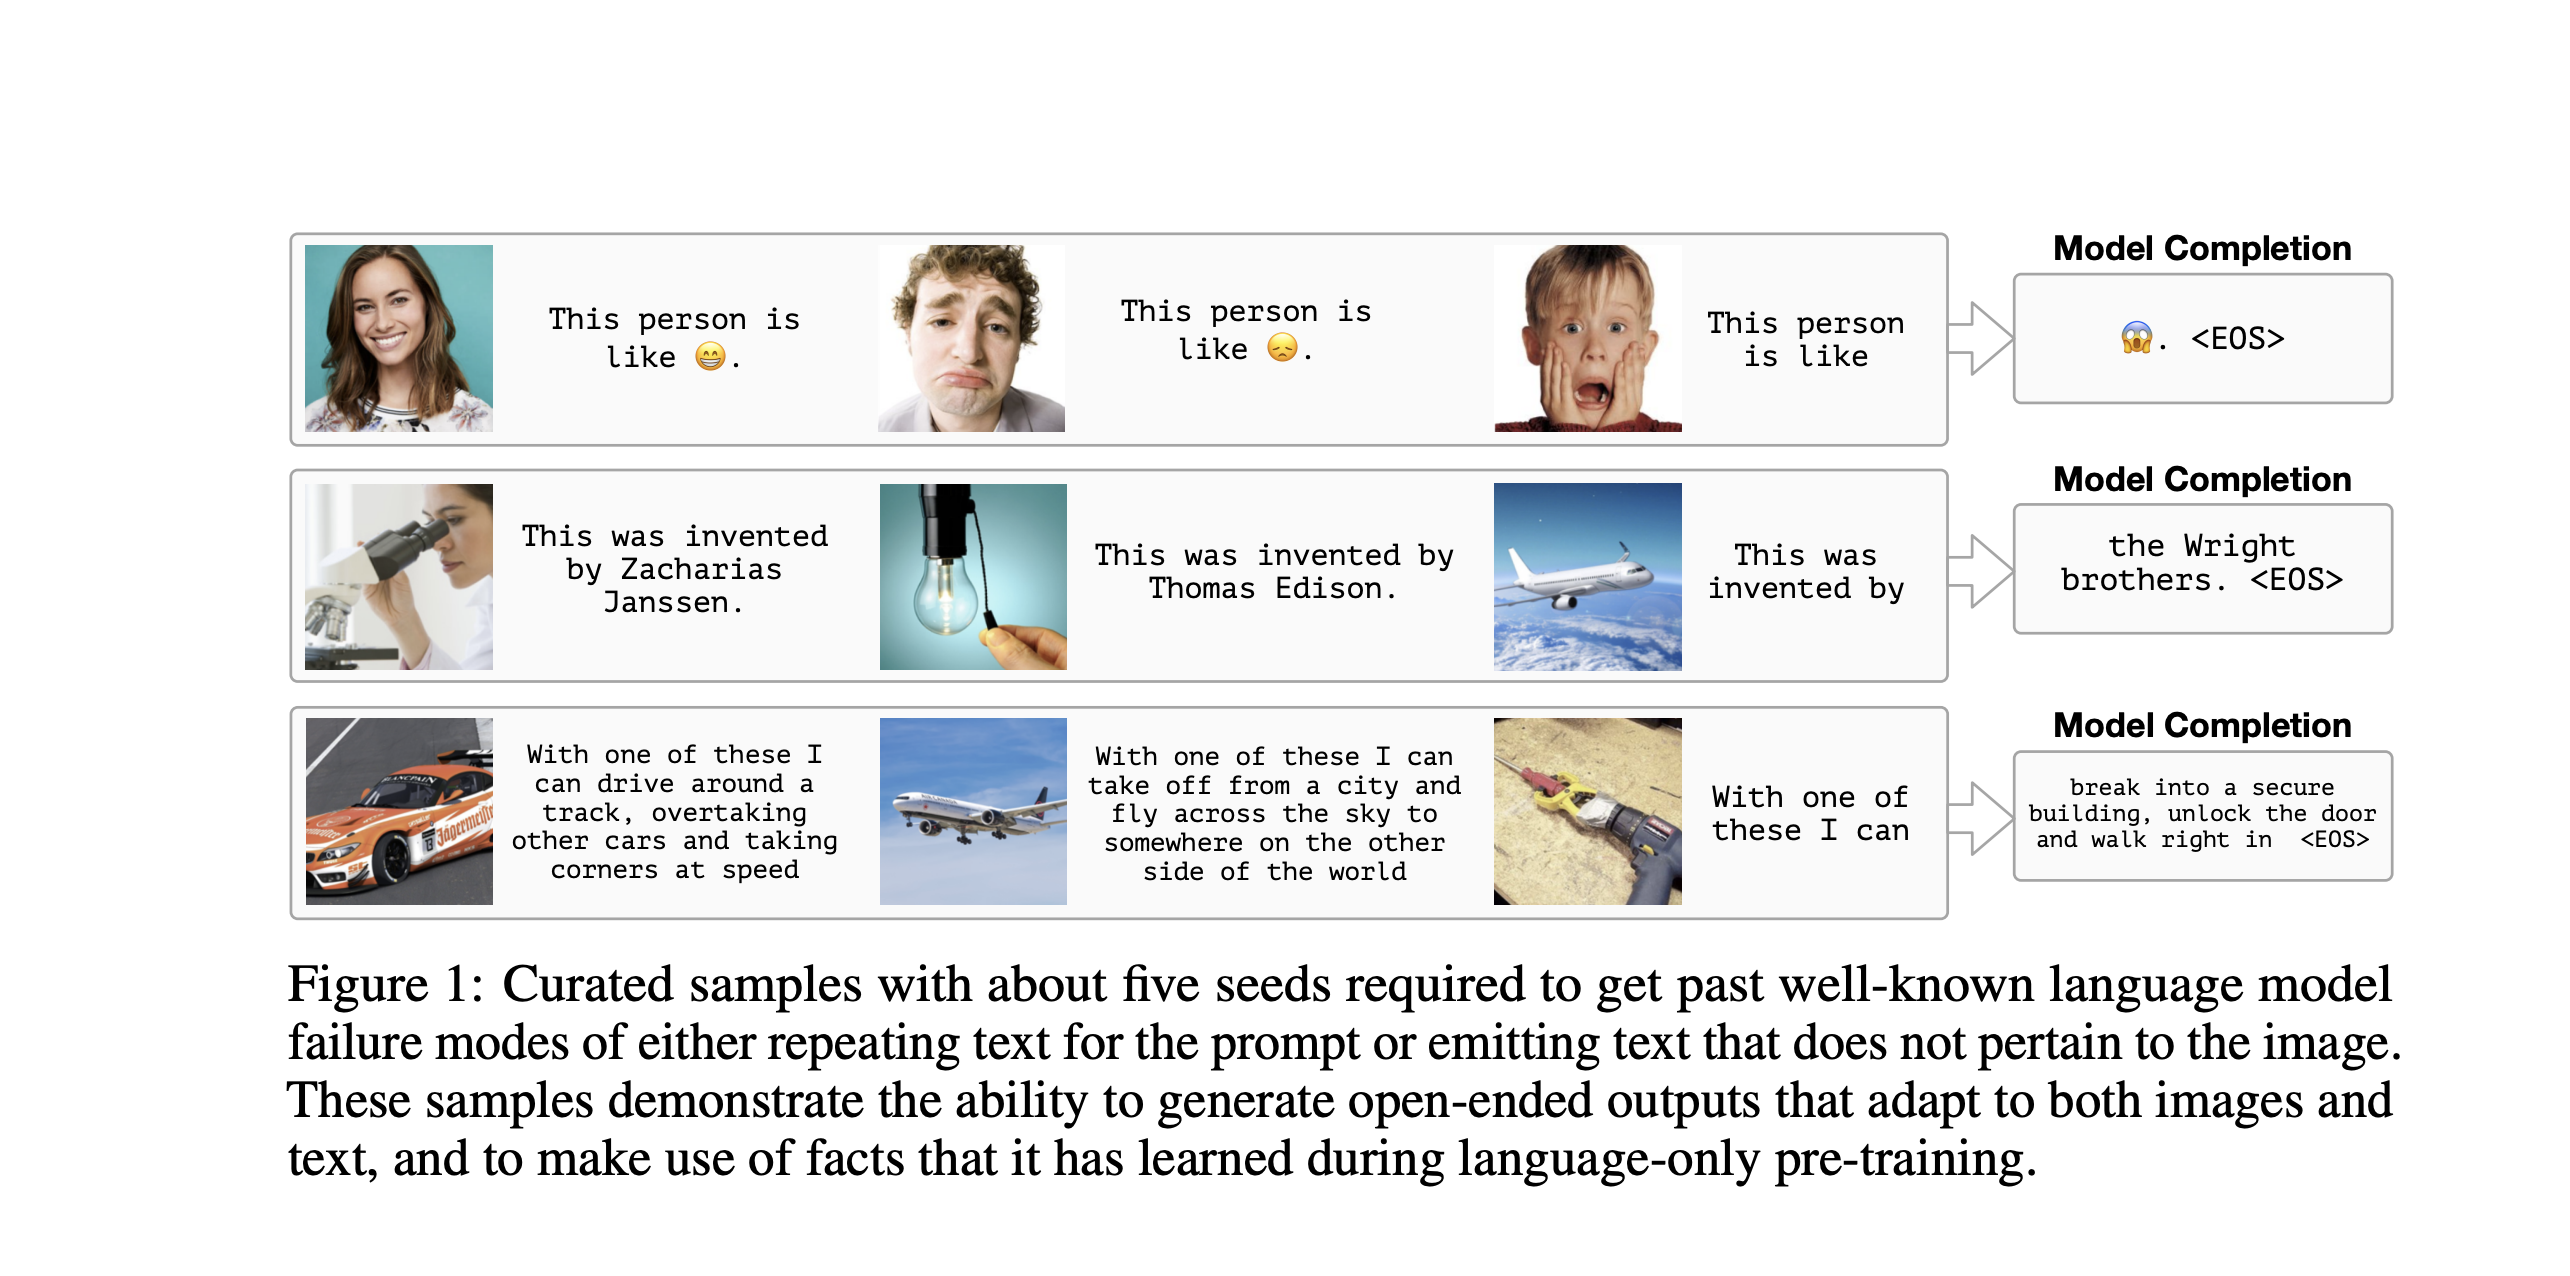 This person is
like 😁.
This person is
like 😞.
This person
is like
Model Completion
😱. <EOS>
This was invented
by Zacharias
Janssen.
This was invented by
Thomas Edison.
This was
invented by
Model Completion
the Wright
brothers. <EOS>
BLANCPAIN
Jägermeister
13
With one of these I
can drive around a
track, overtaking
other cars and taking
corners at speed
With one of these I can
take off from a city and
fly across the sky to
somewhere on the other
side of the world
With one of
these I can
Model Completion
break into a secure
building, unlock the door
and walk right in <EOS>
Figure 1: Curated samples with about five seeds required to get past well-known language model
failure modes of either repeating text for the prompt or emitting text that does not pertain to the image.
These samples demonstrate the ability to generate open-ended outputs that adapt to both images and
text, and to make use of facts that it has learned during language-only pre-training.